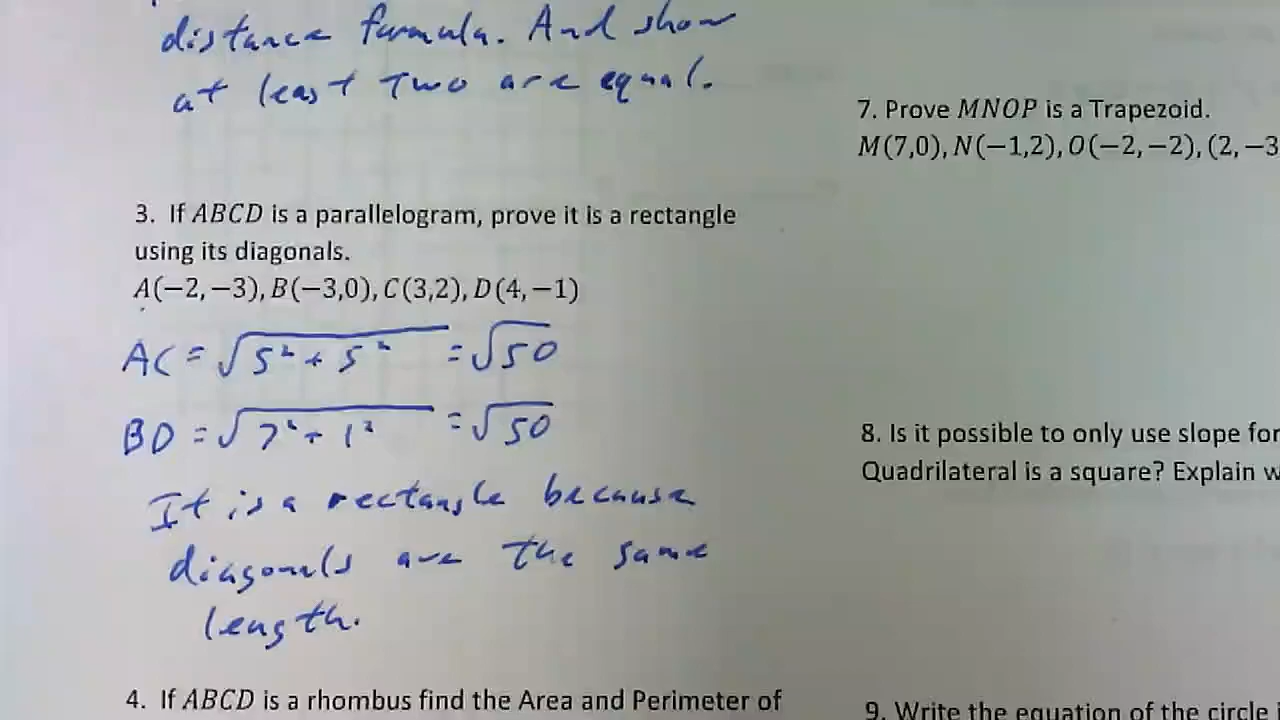 distance formula. And show
at least two are equal.
3. If ABCD is a parallelogram, prove it is a rectangle
using its diagonals.
A(−2,−3), B(−3,0), C(3,2), D(4,−1)
AC = √5² + 5² = √50
BD = √7² + 1² = √50
It is a rectangle because
diagonals are the same
length.
4. If ABCD is a rhombus find the Area and Perimeter of
7. Prove MNOP is a Trapezoid.
M(7,0), N(−1,2), O(−2,−2), (2,−3
8. Is it possible to only use slope for
Quadrilateral is a square? Explain w
9. Write the equation of the circle i